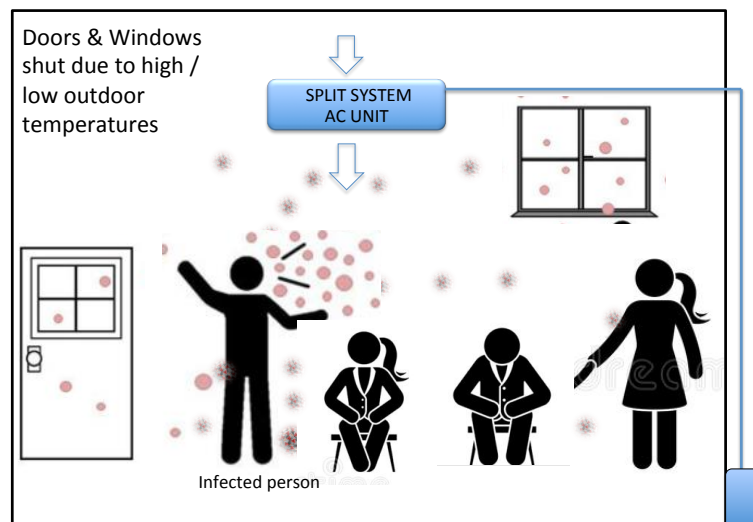 Doors & Windows
shut due to high /
low outdoor
temperatures
SPLIT SYSTEM
AC UNIT
Infected person